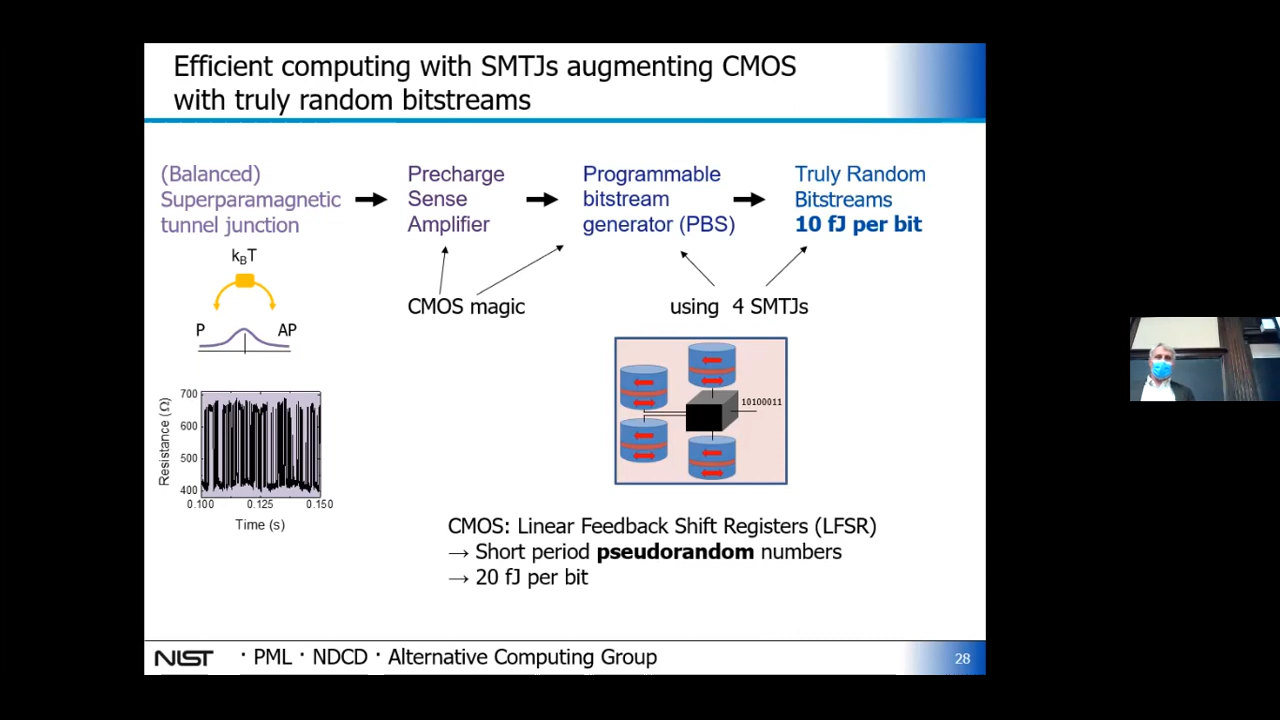 Efficient computing with SMTJs augmenting CMOS
with truly random bitstreams
(Balanced)
Superparamagnetic
tunnel junction
Precharge
Sense
Amplifier
Programmable
bitstream
generator (PBS)
Truly Random
Bitstreams
10 fJ per bit
kBT
P AP
CMOS magic
using 4 SMTJs
10100011
700
600
500
400
Resistance (Ω)
0.100 0.125 0.150
Time (s)
CMOS: Linear Feedback Shift Registers (LFSR)
→ Short period pseudorandom numbers
→ 20 fJ per bit
NIST · PML · NDCD · Alternative Computing Group
28